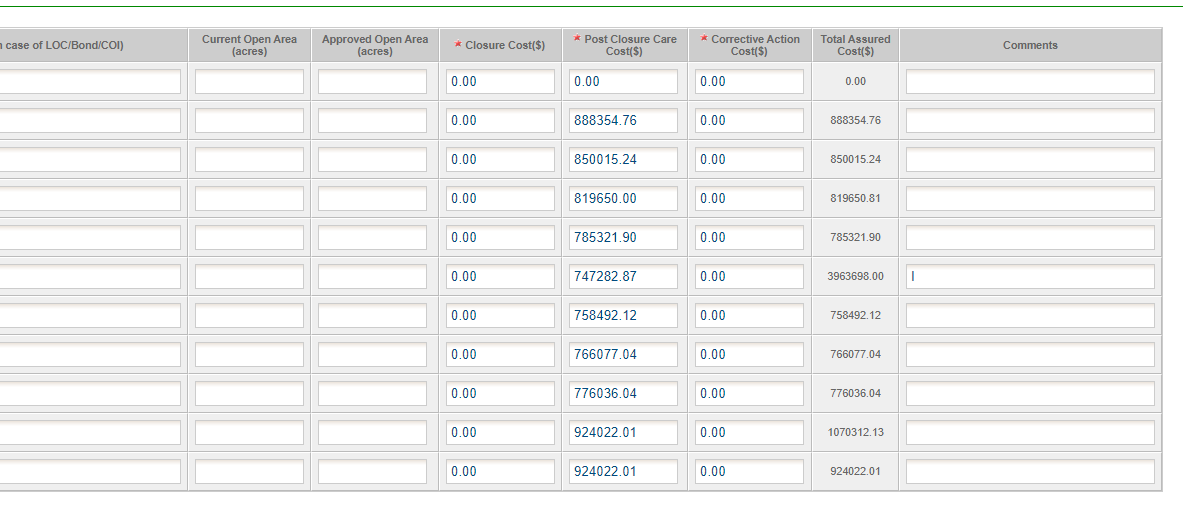 n case of LOC/Bond/COI) Current Open Area (acres) Approved Open Area (acres) * Closure Cost($) * Post Closure Care Cost($) * Corrective Action Cost($) Total Assured Cost($) Comments
0.00 0.00 0.00 0.00
0.00 888354.76 0.00 888354.76
0.00 850015.24 0.00 850015.24
0.00 819650.00 0.00 819650.81
0.00 785321.90 0.00 785321.90
0.00 747282.87 0.00 3963698.00 I
0.00 758492.12 0.00 758492.12
0.00 766077.04 0.00 766077.04
0.00 776036.04 0.00 776036.04
0.00 924022.01 0.00 1070312.13
0.00 924022.01 0.00 924022.01